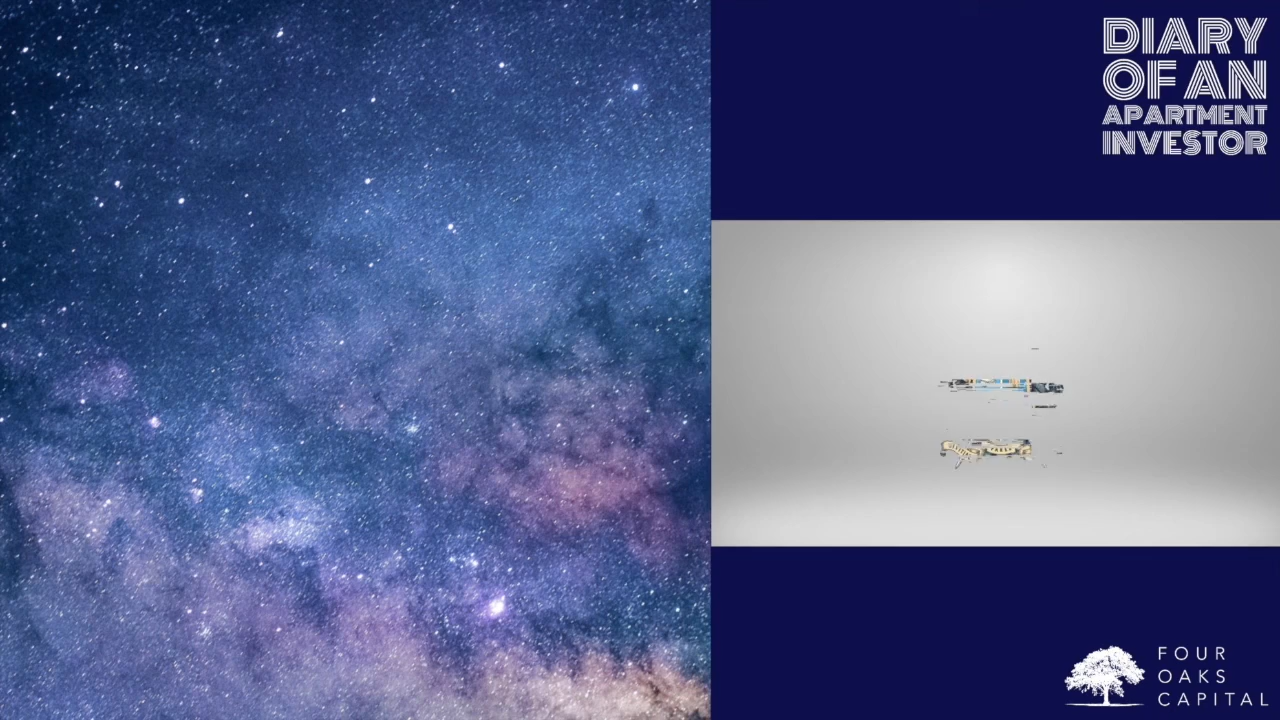 DIARY
OF AN
APARTMENT
INVESTOR
FOUR
OAKS
CAPITAL